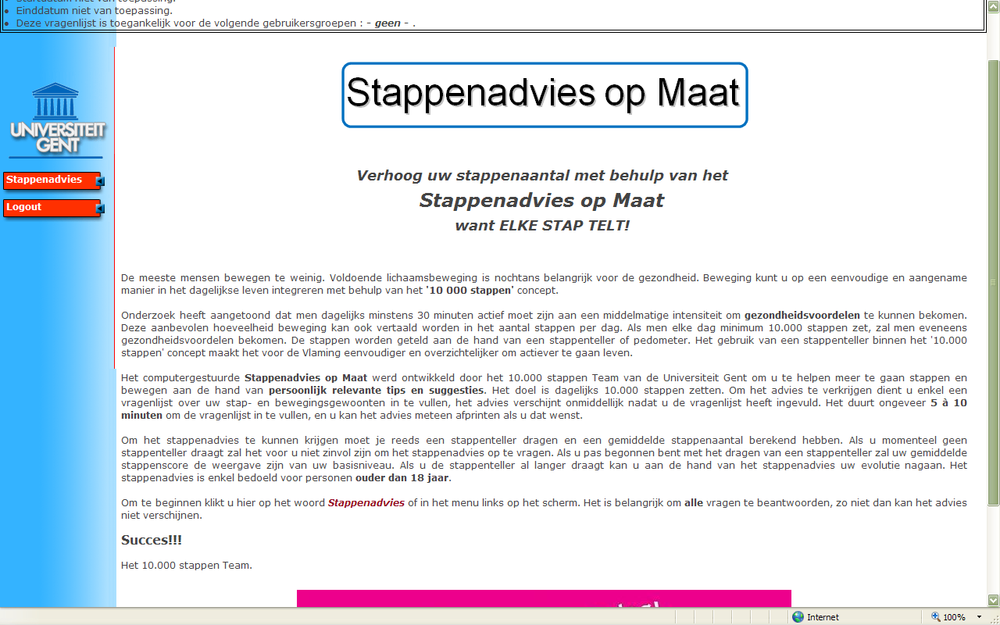 Startdatum niet van toepassing.
• Einddatum niet van toepassing.
• Deze vragenlijst is toegankelijk voor de volgende gebruikersgroepen : - geen - .
UNIVERSITEIT
GENT
Stappenadvies
Logout
Stappenadvies op Maat
Verhoog uw stappenaantal met behulp van het
Stappenadvies op Maat
want ELKE STAP TELT!
De meeste mensen bewegen te weinig. Voldoende lichaamsbeweging is nochtans belangrijk voor de gezondheid. Beweging kunt u op een eenvoudige en aangename
manier in het dagelijkse leven integreren met behulp van het '10 000 stappen' concept.
Onderzoek heeft aangetoond dat men dagelijks minstens 30 minuten actief moet zijn aan een middelmatige intensiteit om gezondheidsvoordelen te kunnen bekomen.
Deze aanbevolen hoeveelheid beweging kan ook vertaald worden in het aantal stappen per dag. Als men elke dag minimum 10.000 stappen zet, zal men eveneens
gezondheidsvoordelen bekomen. De stappen worden geteld aan de hand van een stappenteller of pedometer. Het gebruik van een stappenteller binnen het '10.000
stappen' concept maakt het voor de Vlaming eenvoudiger en overzichtelijker om actiever te gaan leven.
Het computergestuurde Stappenadvies op Maat werd ontwikkeld door het 10.000 stappen Team van de Universiteit Gent om u te helpen meer te gaan stappen en
bewegen aan de hand van persoonlijk relevante tips en suggesties. Het doel is dagelijks 10.000 stappen zetten. Om het advies te verkrijgen dient u enkel een
vragenlijst over uw stap- en bewegingsgewoonten in te vullen, het advies verschijnt onmiddellijk nadat u de vragenlijst heeft ingevuld. Het duurt ongeveer 5 à 10
minuten om de vragenlijst in te vullen, en u kan het advies meteen afprinten als u dat wenst.
Om het stappenadvies te kunnen krijgen moet je reeds een stappenteller dragen en een gemiddelde stappenaantal berekend hebben. Als u momenteel geen
stappenteller draagt zal het voor u niet zinvol zijn om het stappenadvies op te vragen. Als u pas begonnen bent met het dragen van een stappenteller zal uw gemiddelde
stappenscore de weergave zijn van uw basisniveau. Als u de stappenteller al langer draagt kan u aan de hand van het stappenadvies uw evolutie nagaan. Het
stappenadvies is enkel bedoeld voor personen ouder dan 18 jaar.
Om te beginnen klikt u hier op het woord Stappenadvies of in het menu links op het scherm. Het is belangrijk om alle vragen te beantwoorden, zo niet dan kan het advies
niet verschijnen.
Succes!!!
Het 10.000 stappen Team.
Internet
100%